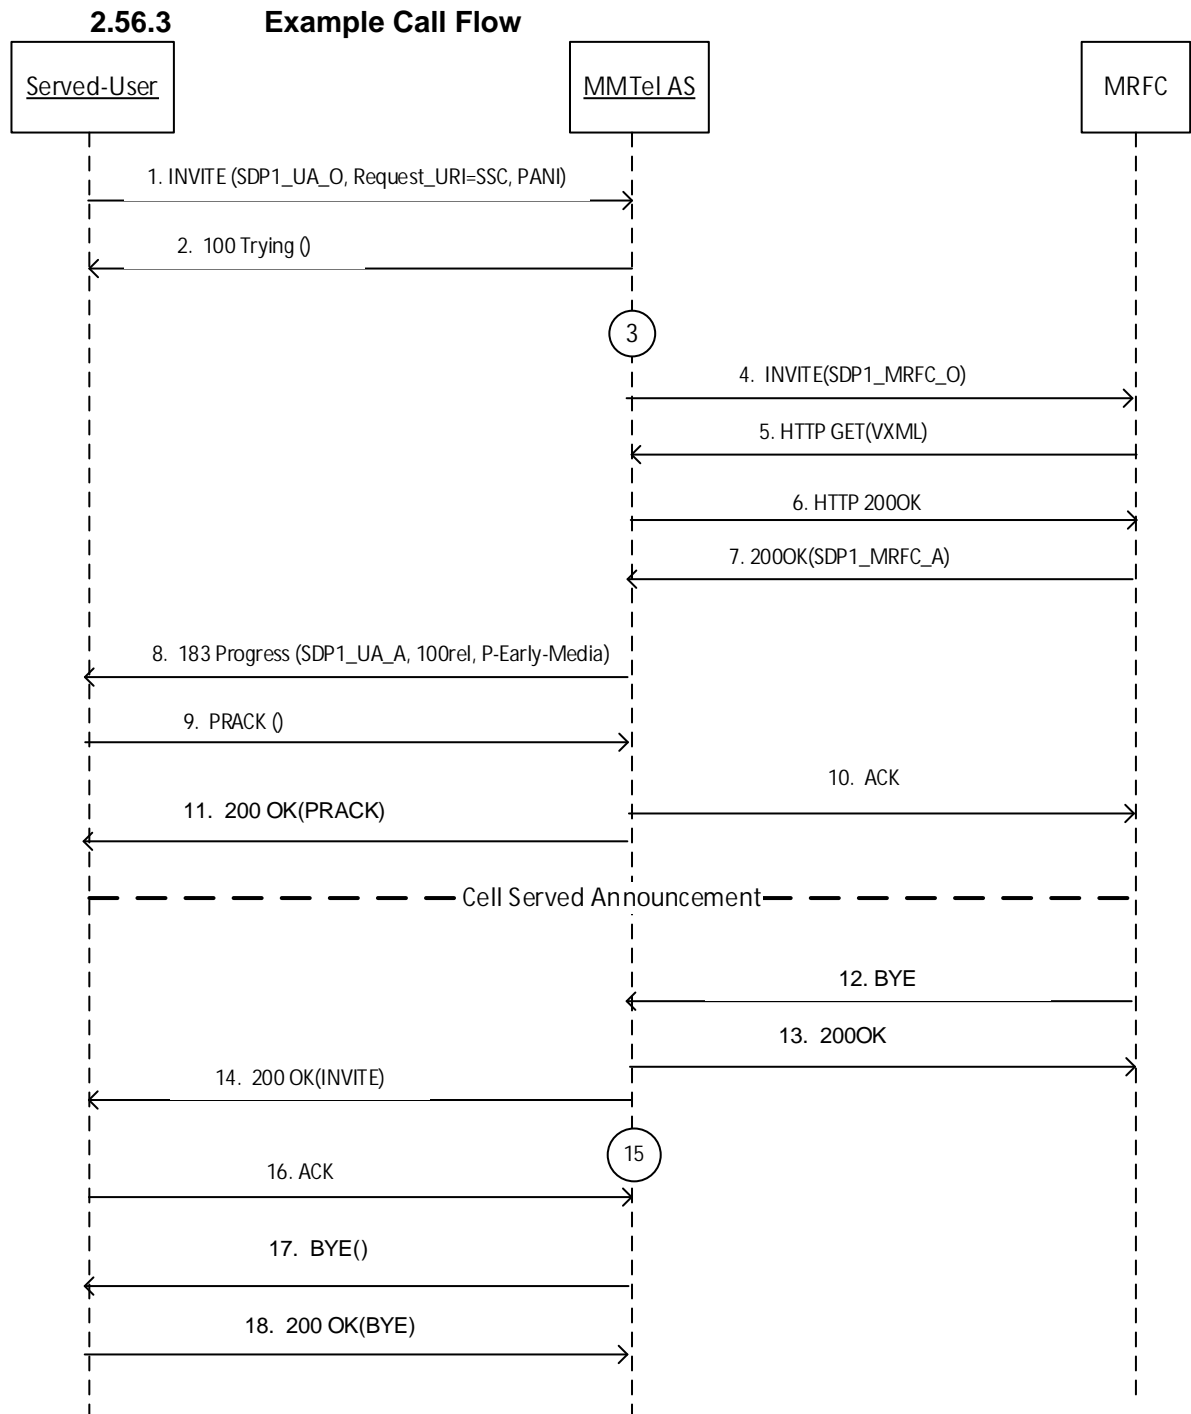 2.56.3 Example Call Flow
Served-User
MMTel AS
MRFC
1. INVITE (SDP1_UA_O, Request_URI=SSC, PANI)
2. 100 Trying ()
3
4. INVITE(SDP1_MRFC_O)
5. HTTP GET(VXML)
6. HTTP 200OK
7. 200OK(SDP1_MRFC_A)
8. 183 Progress (SDP1_UA_A, 100rel, P-Early-Media)
9. PRACK ()
10. ACK
11. 200 OK(PRACK)
Cell Served Announcement
12. BYE
13. 200OK
14. 200 OK(INVITE)
15
16. ACK
17. BYE()
18. 200 OK(BYE)